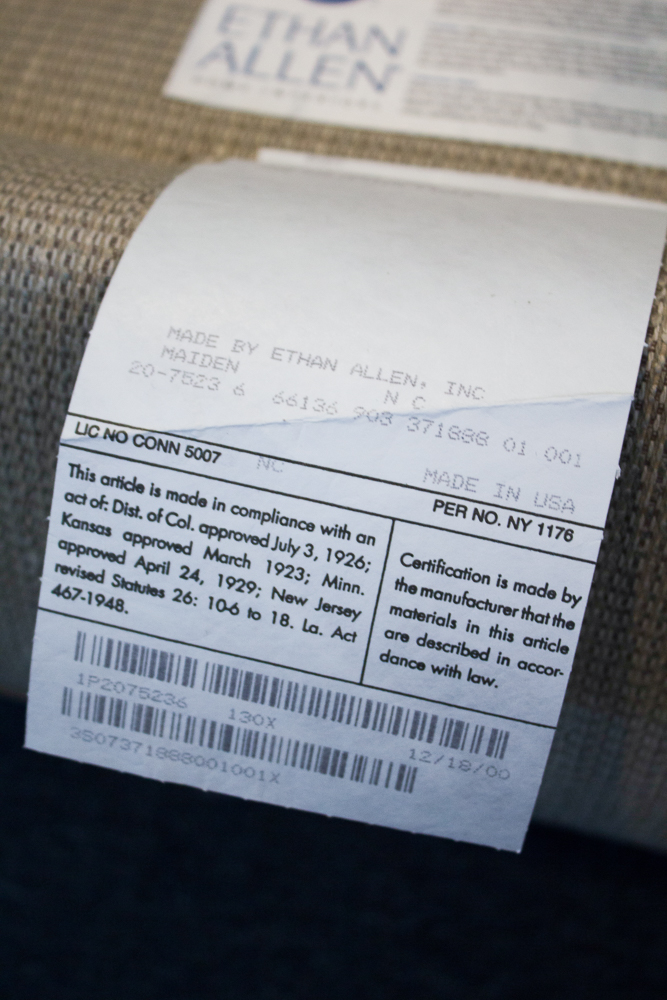 ETHAN
ALLEN
MADE BY ETHAN ALLEN, INC
MAIDEN N C
20-7523 6 66136 908 371888 01 001
LIC NO CONN 5007 NC MADE IN USA
PER NO. NY 1176
This article is made in compliance with an
act of: Dist. of Col. approved July 3, 1926;
Kansas approved March 1923; Minn.
approved April 24, 1929; New Jersey
revised Statutes 26: 10-6 to 18. La. Act
467-1948.
Certification is made by
the manufacturer that the
materials in this article
are described in accor-
dance with law.
1P2075236 130X 12/18/00
3S07371888001001X